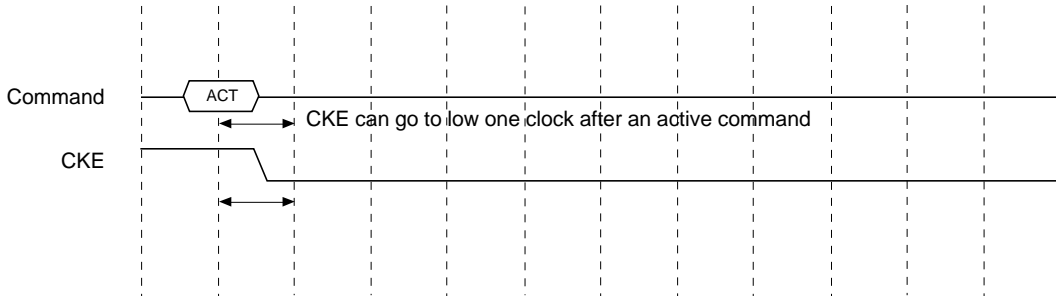 Command
ACT
CKE can go to low one clock after an active command
CKE